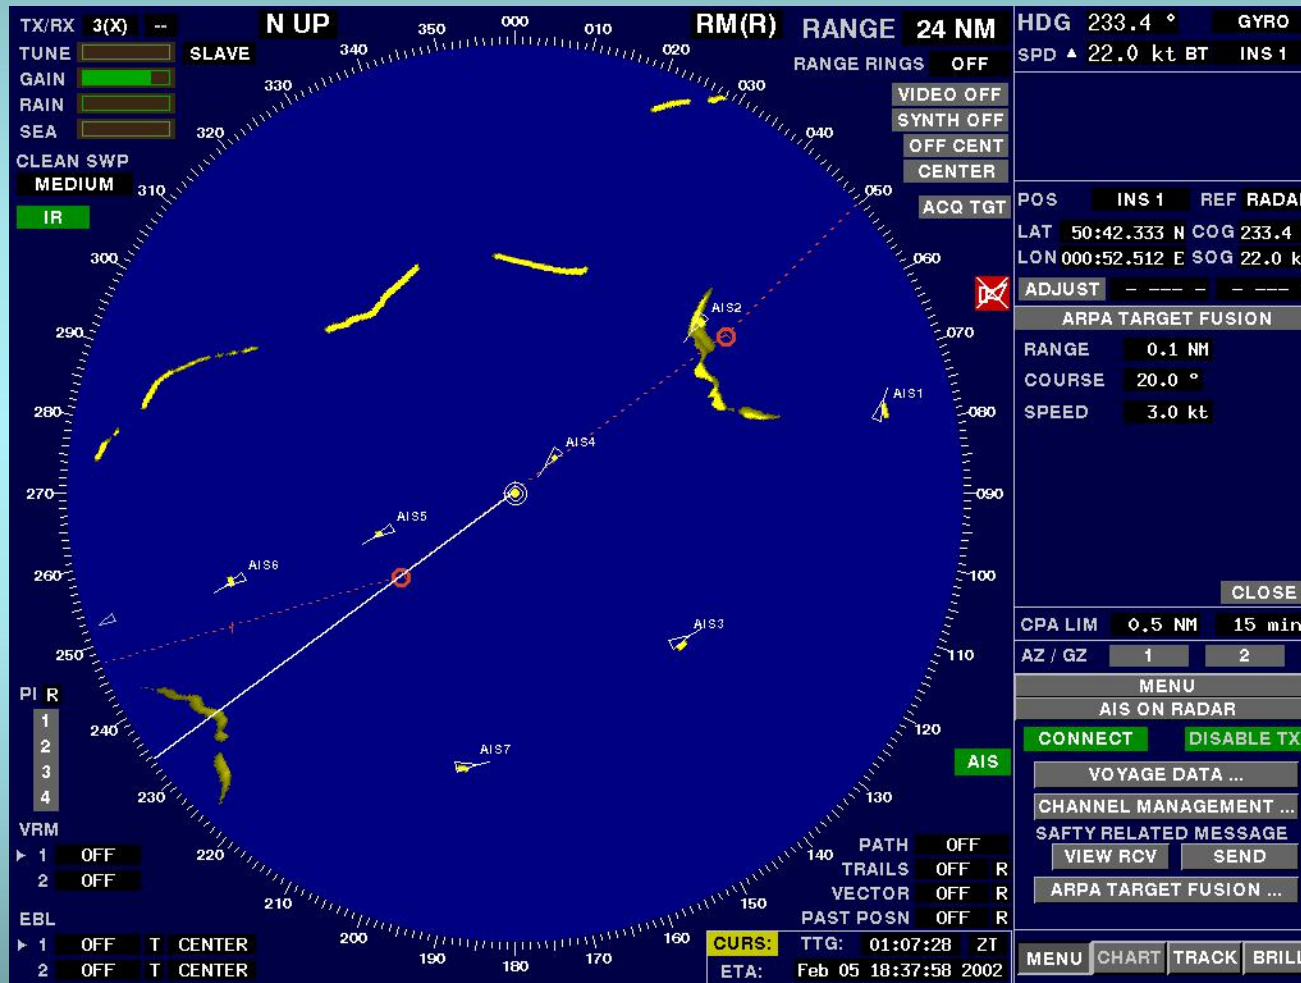 TX/RX 3(X) --
TUNE SLAVE
GAIN
RAIN
SEA
CLEAN SWP
MEDIUM
IR
N UP
RM(R)
RANGE 24 NM
RANGE RINGS OFF
VIDEO OFF
SYNTH OFF
OFF CENT
CENTER
ACQ TGT
000
020
030
040
050
060
070
080
090
100
110
120
130
140
150
160
170
180
190
200
210
220
230
240
250
260
270
280
290
300
310
320
330
340
350
AIS2
AIS1
AIS4
AIS5
AIS6
AIS3
AIS7
PI R
1
2
3
4
VRM
1 OFF
2 OFF
EBL
1 OFF T CENTER
2 OFF T CENTER
AIS
PATH OFF
TRAILS OFF R
VECTOR OFF R
PAST POSN OFF R
CURS: TTG: 01:07:28 ZT
ETA: Feb 05 18:37:58 2002
HDG 233.4 ° GYRO
SPD 22.0 kt BT INS 1
POS INS 1 REF RADAR
LAT 50:42.333 N COG 233.4
LON 000:52.512 E SOG 22.0 k
ADJUST - --- - - ---
ARPA TARGET FUSION
RANGE 0.1 NM
COURSE 20.0 °
SPEED 3.0 kt
CLOSE
CPA LIM 0.5 NM 15 min
AZ / GZ 1 2
MENU
AIS ON RADAR
CONNECT DISABLE TX
VOYAGE DATA ...
CHANNEL MANAGEMENT ...
SAFTY RELATED MESSAGE
VIEW RCV SEND
ARPA TARGET FUSION ...
MENU CHART TRACK BRILL